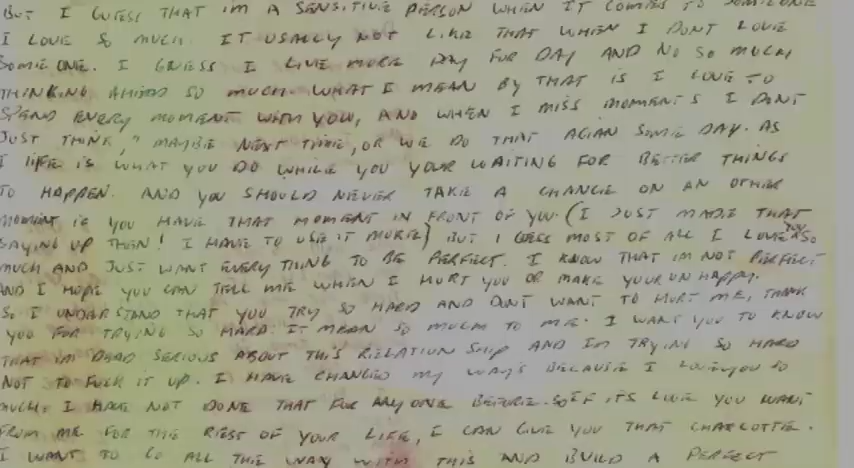 BUT I GUESS THAT IM A SENSITIVE PERSON WHEN IT COMES TO SOMEONE
I LOVE SO MUCH. IT USALLY NOT LIKE THAT WHEN I DONT LOVE
SOMEONE. I GUESS I LIVE MORE DAY FOR DAY AND NO SO MUCH
THINKING AHEAD SO MUCH. WHAT I MEAN BY THAT IS I LOVE TO
SPEND EVERY MOMENT WITH YOU, AND WHEN I MISS MOMENTS I DONT
JUST THINK, " MAYBE NEXT TIME, OR WE DO THAT AGIAN SOME DAY. AS
I LIFE IS WHAT YOU DO WHILE YOU YOUR WAITING FOR BETTER THINGS
TO HAPPEN. AND YOU SHOULD NEVER TAKE A CHANGE ON AN OTHER
MOMENT IF YOU HAVE THAT MOMENT IN FRONT OF YOU. (I JUST MADE THAT
SAYING UP THEN! I HAVE TO USE IT MORE) BUT I GESS MOST OF ALL I LOVE YOU SO
MUCH AND JUST WANT EVERY THING TO BE PERFECT. I KNOW THAT IM NOT PERFECT
AND I HOPE YOU CAN TELL ME WHEN I HURT YOU OR MAKE YOUR UN HAPPY.
SO I UNDERSTAND THAT YOU TRY SO HARD AND DONT WANT TO HURT ME, THANK
YOU FOR TRYING SO HARD. IT MEAN SO MUCH TO ME. I WANT YOU TO KNOW
THAT IM DEAD SERIOUS ABOUT THIS RELATION SHIP AND IM TRYING SO HARD
NOT TO FUCK IT UP. I HAVE CHANGED MY WAYS BECAUSE I LOVE YOU SO
MUCH. I HAVE NOT DONE THAT FOR ANY ONE BEFORE. SO IF ITS LOVE YOU WANT
FROM ME FOR THE REST OF YOUR LIFE, I CAN GIVE YOU THAT CHARLOTTE.
I WANT TO GO ALL THE WAY WITH THIS AND BUILD A PERFECT